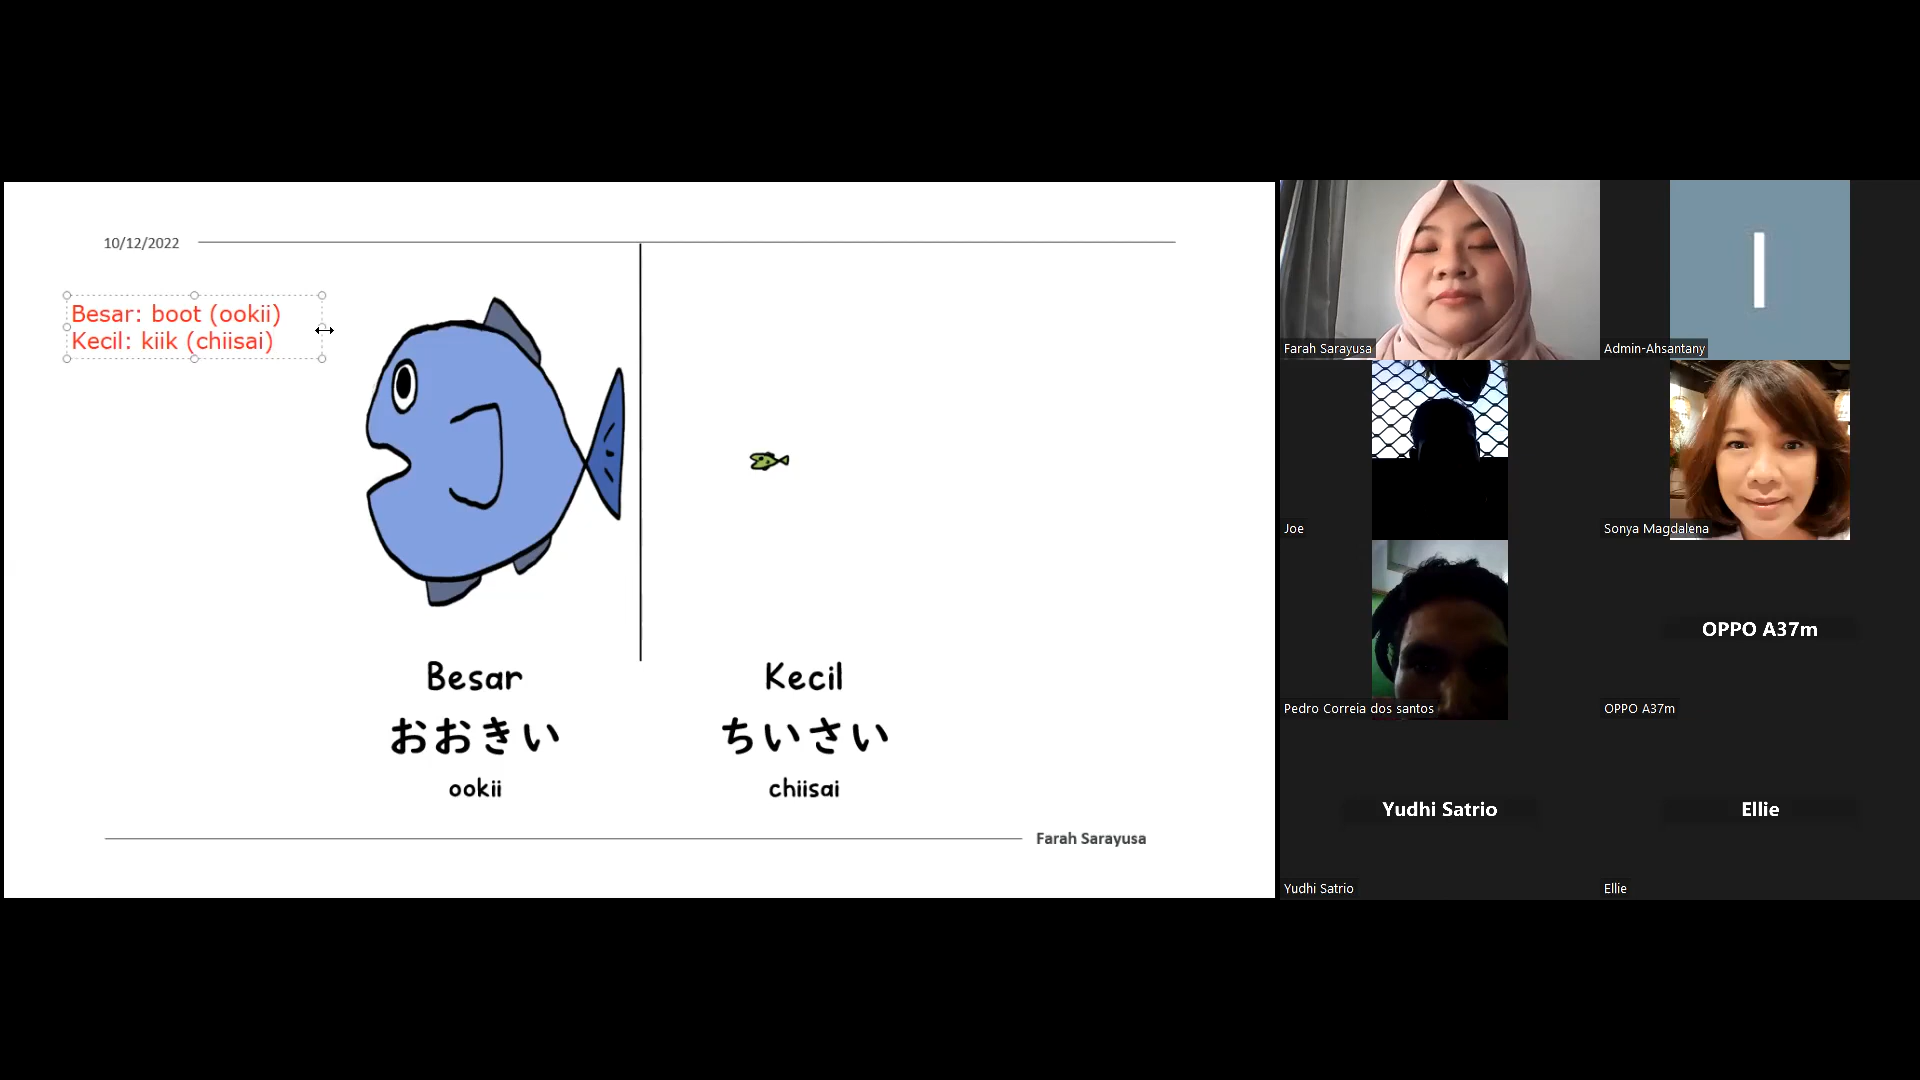 10/12/2022
Besar: boot (ookii)
Kecil: kiik (chiisai)
Besar
おおきい
ookii
Kecil
ちいさい
chiisai
Farah Sarayusa
Farah Sarayusa
I
Admin-Ahsantany
Joe
Sonya Magdalena
Pedro Correia dos santos
OPPO A37m
OPPO A37m
Yudhi Satrio
Yudhi Satrio
Ellie
Ellie